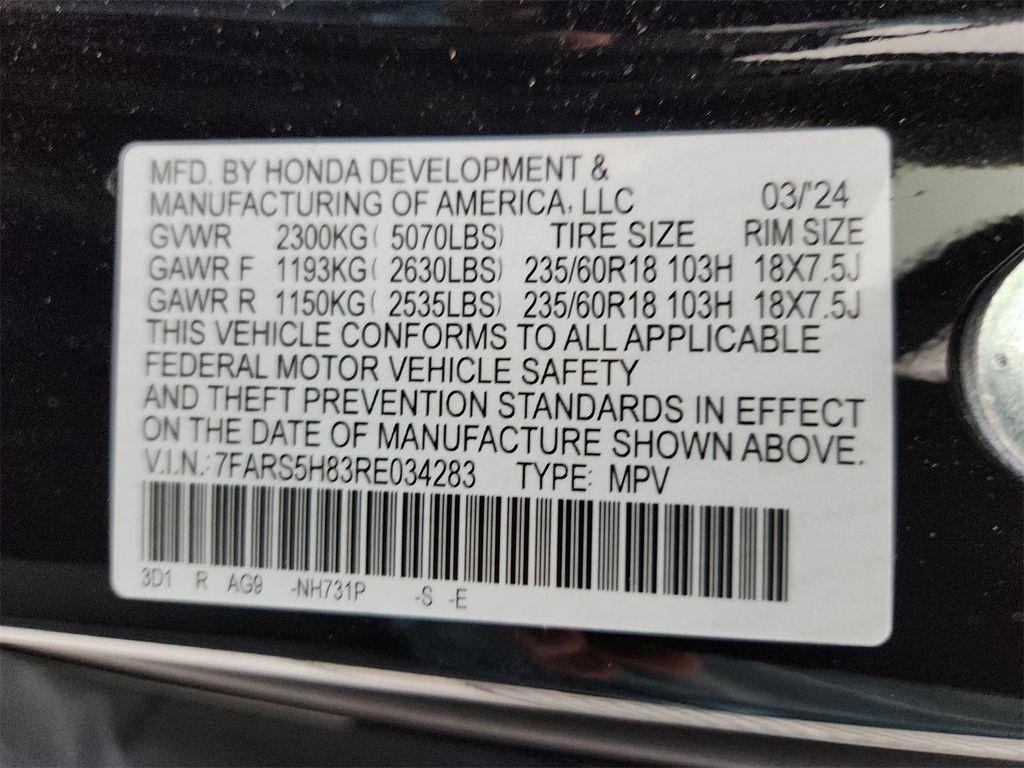 MFD. BY HONDA DEVELOPMENT &
MANUFACTURING OF AMERICA, LLC 03/'24
GVWR 2300KG( 5070LBS) TIRE SIZE RIM SIZE
GAWR F 1193KG( 2630LBS) 235/60R18 103H 18X7.5J
GAWR R 1150KG( 2535LBS) 235/60R18 103H 18X7.5J
THIS VEHICLE CONFORMS TO ALL APPLICABLE
FEDERAL MOTOR VEHICLE SAFETY
AND THEFT PREVENTION STANDARDS IN EFFECT
ON THE DATE OF MANUFACTURE SHOWN ABOVE.
V.I.N.: 7FARS5H83RE034283 TYPE: MPV
3D1 R AG9 -NH731P -S -E